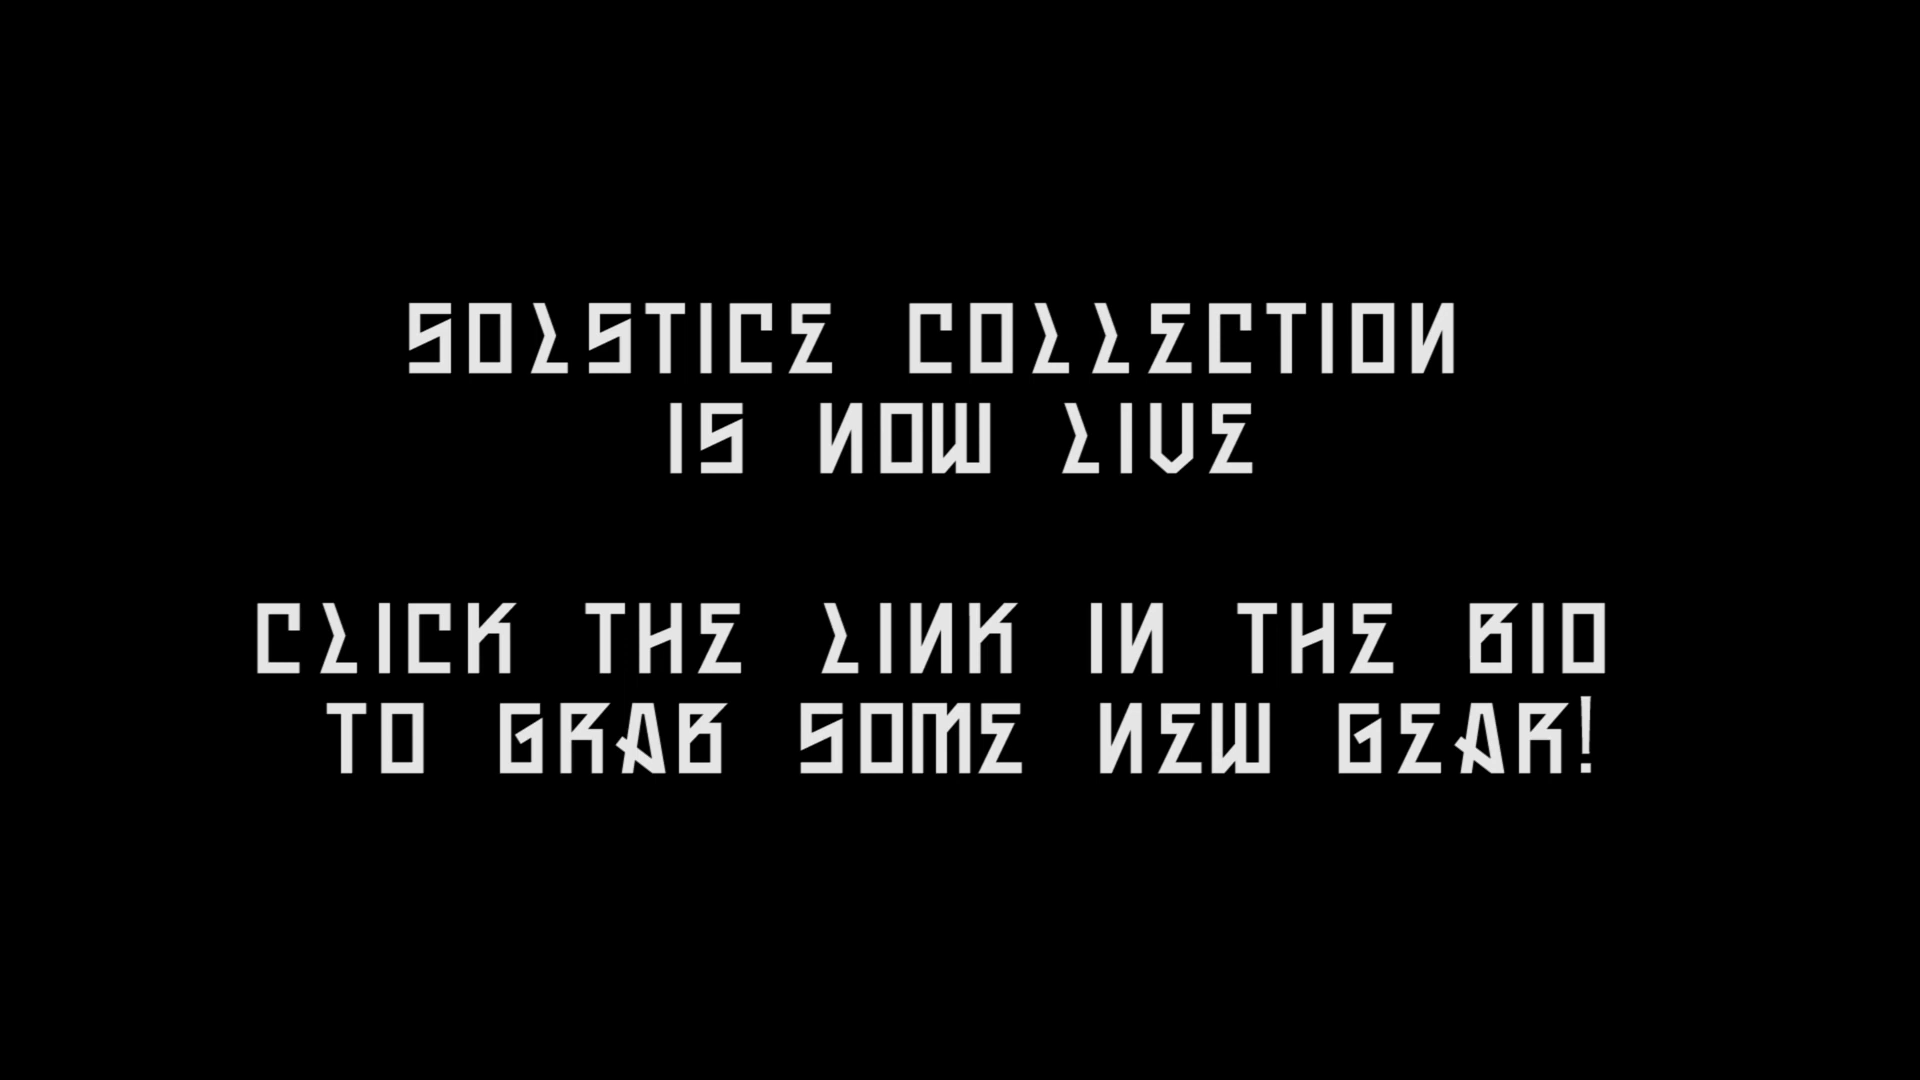 SOLSTICE COLLECTION
IS NOW LIVE
CLICK THE LINK IN THE BIO
TO GRAB SOME NEW GEAR!